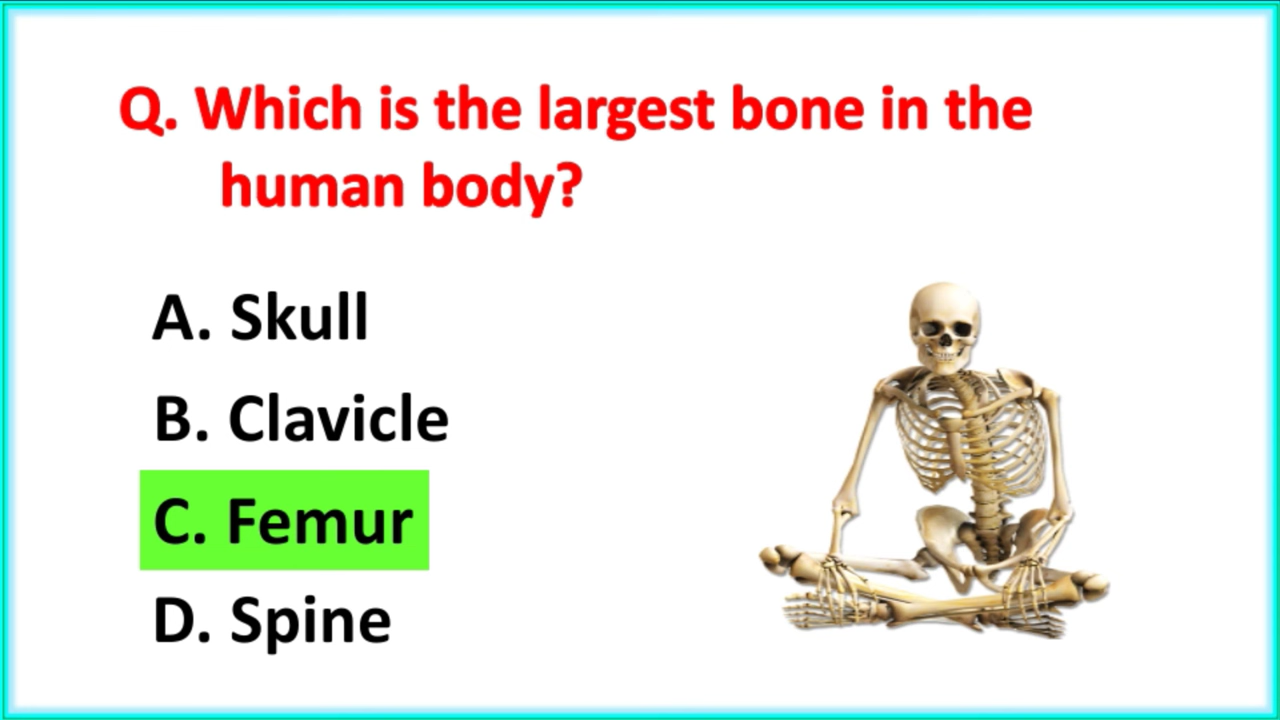 Q. Which is the largest bone in the
human body?
A. Skull
B. Clavicle
C. Femur
D. Spine